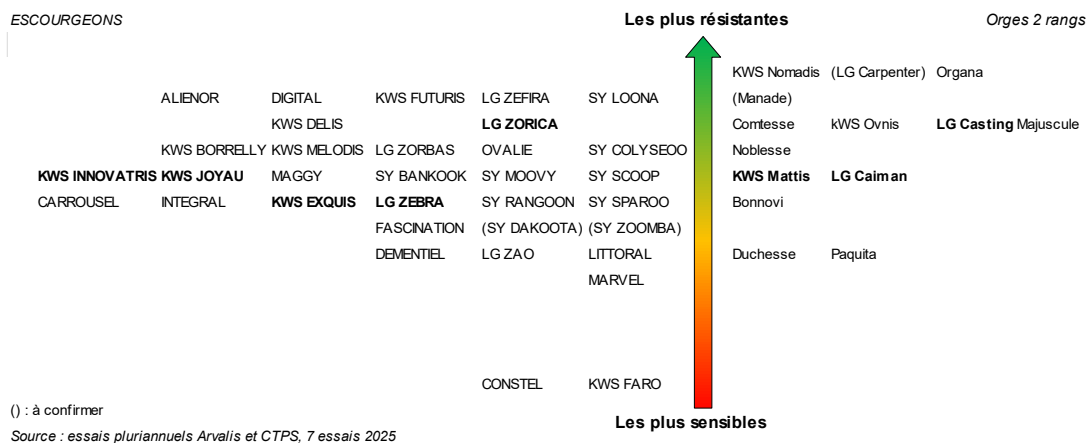 ESCOURGEONS Les plus résistantes Orges 2 rangs
KWS Nomadis (LG Carpenter) Organa
ALIENOR DIGITAL KWS FUTURIS LG ZEFIRA SY LOONA (Manade)
KWS DELIS LG ZORICA Comtesse kWS Ovnis LG Casting Majuscule
KWS BORRELLY KWS MELODIS LG ZORBAS OVALIE SY COLYSEOO Noblesse
KWS INNOVATRIS KWS JOYAU MAGGY SY BANKOOK SY MOOVY SY SCOOP KWS Mattis LG Caiman
CARROUSEL INTEGRAL KWS EXQUIS LG ZEBRA SY RANGOON SY SPAROO Bonnovi
FASCINATION (SY DAKOOTA) (SY ZOOMBA)
DEMENTIEL LG ZAO LITTORAL Duchesse Paquita
MARVEL
CONSTEL KWS FARO
() : à confirmer
Les plus sensibles
Source : essais pluriannuels Arvalis et CTPS, 7 essais 2025